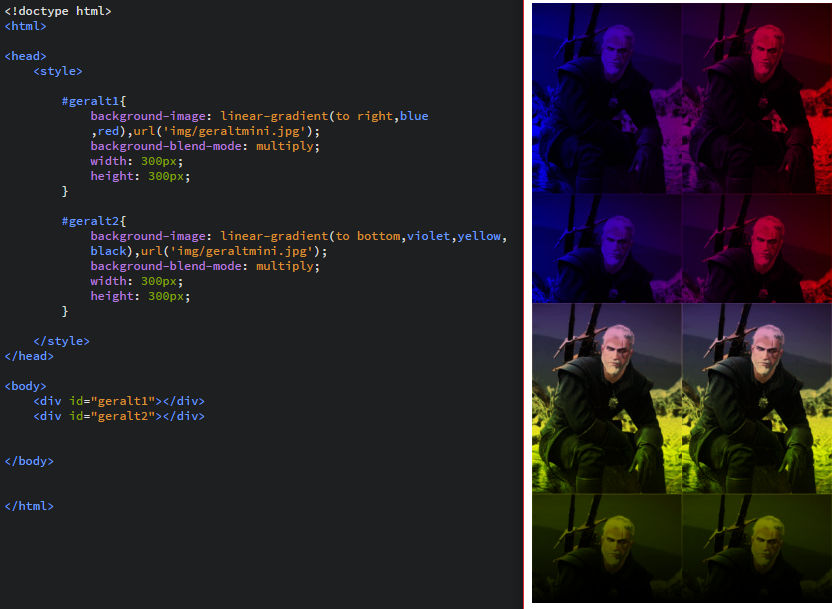 <!doctype html>
<html>
<head>
<style>
#geralt1{
background-image: linear-gradient(to right,blue
,red),url('img/geraltmini.jpg');
background-blend-mode: multiply;
width: 300px;
height: 300px;
}
#geralt2{
background-image: linear-gradient(to bottom,violet,yellow,
black),url('img/geraltmini.jpg');
background-blend-mode: multiply;
width: 300px;
height: 300px;
}
</style>
</head>
<body>
<div id="geralt1"></div>
<div id="geralt2"></div>
</body>
</html>